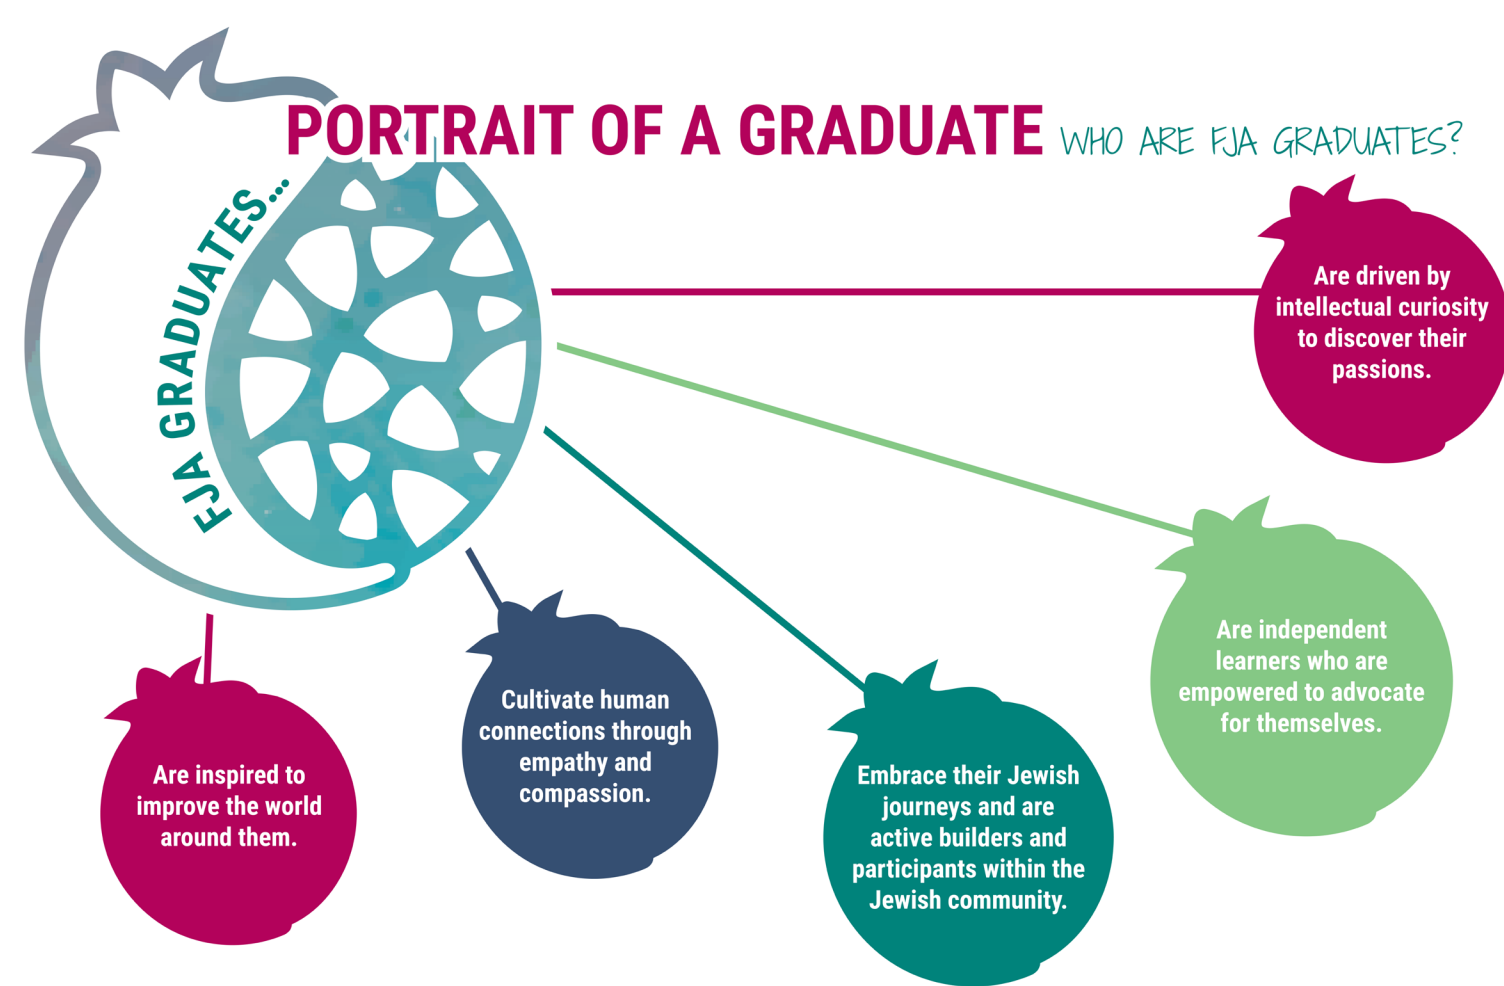 PORTRAIT OF A GRADUATE WHO ARE FJA GRADUATES?
FJA GRADUATES...
Are driven by
intellectual curiosity
to discover their
passions.
Are independent
learners who are
empowered to advocate
for themselves.
Embrace their Jewish
journeys and are
active builders and
participants within the
Jewish community.
Cultivate human
connections through
empathy and
compassion.
Are inspired to
improve the world
around them.